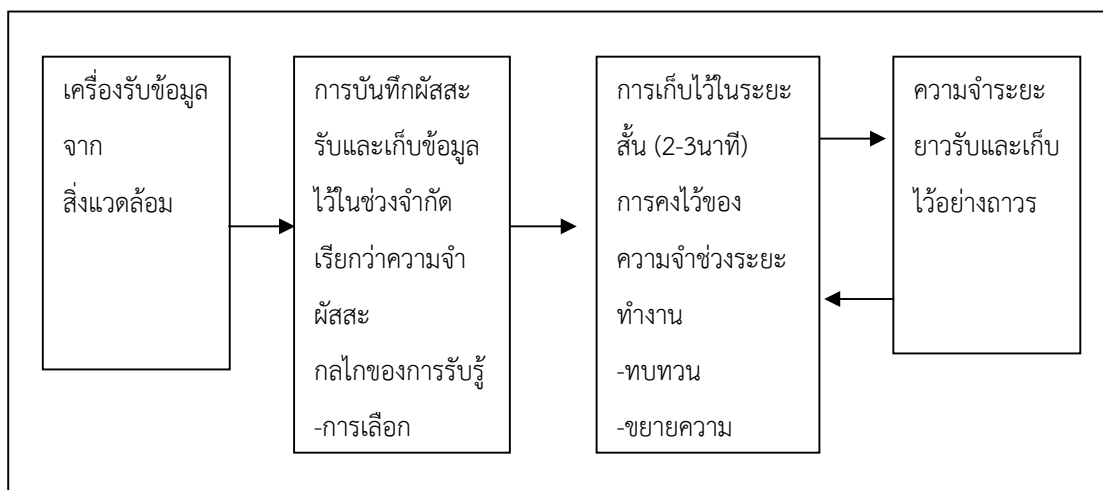 เครื่องรับข้อมูล
จาก
สิ่งแวดล้อม
การบันทึกผัสสะ
รับและเก็บข้อมูล
ไว้ในช่วงจำกัด
เรียกว่าความจำ
ผัสสะ
กลไกของการรับรู้
-การเลือก
การเก็บไว้ในระยะ
สั้น (2-3นาที)
การคงไว้ของ
ความจำช่วงระยะ
ทำงาน
-ทบทวน
-ขยายความ
ความจำระยะ
ยาวรับและเก็บ
ไว้อย่างถาวร